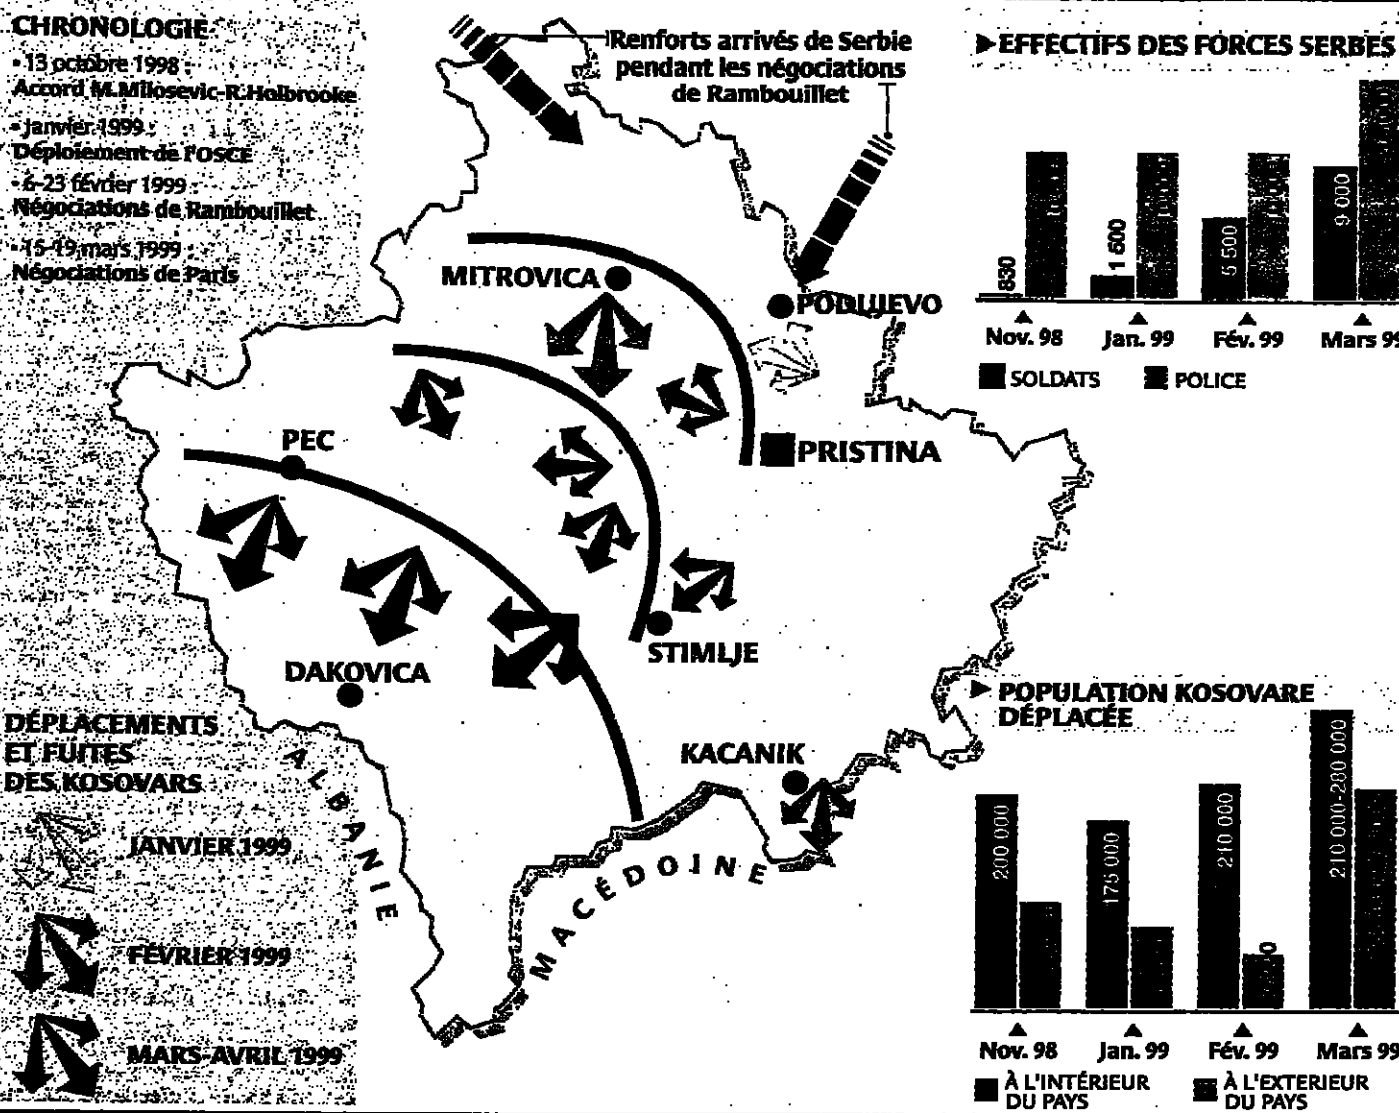 CHRONOLOGIE
• 13 octobre 1998 :
Accord M.Milosevic-R.Holbrooke
• Janvier 1999 :
Déploiement de l'OSCE
• 6-23 février 1999 :
Négociations de Rambouillet
• 15-19 mars 1999 :
Négociations de Paris
Renforts arrivés de Serbie
pendant les négociations
de Rambouillet
EFFECTIFS DES FORCES SERBES
830
1 600
5 500
9 000
Nov. 98
Jan. 99
Fév. 99
Mars 99
SOLDATS
POLICE
MITROVICA
PODUJEVO
PEC
PRISTINA
STIMLJE
DAKOVICA
KACANIK
ALBANIE
MACÉDOINE
DÉPLACEMENTS
ET FUITES
DES KOSOVARS
JANVIER 1999
FÉVRIER 1999
MARS-AVRIL 1999
POPULATION KOSOVARE
DÉPLACÉE
200 000
175 000
210 000
210 000-280 000
Nov. 98
Jan. 99
Fév. 99
Mars 99
À L'INTÉRIEUR
DU PAYS
À L'EXTERIEUR
DU PAYS